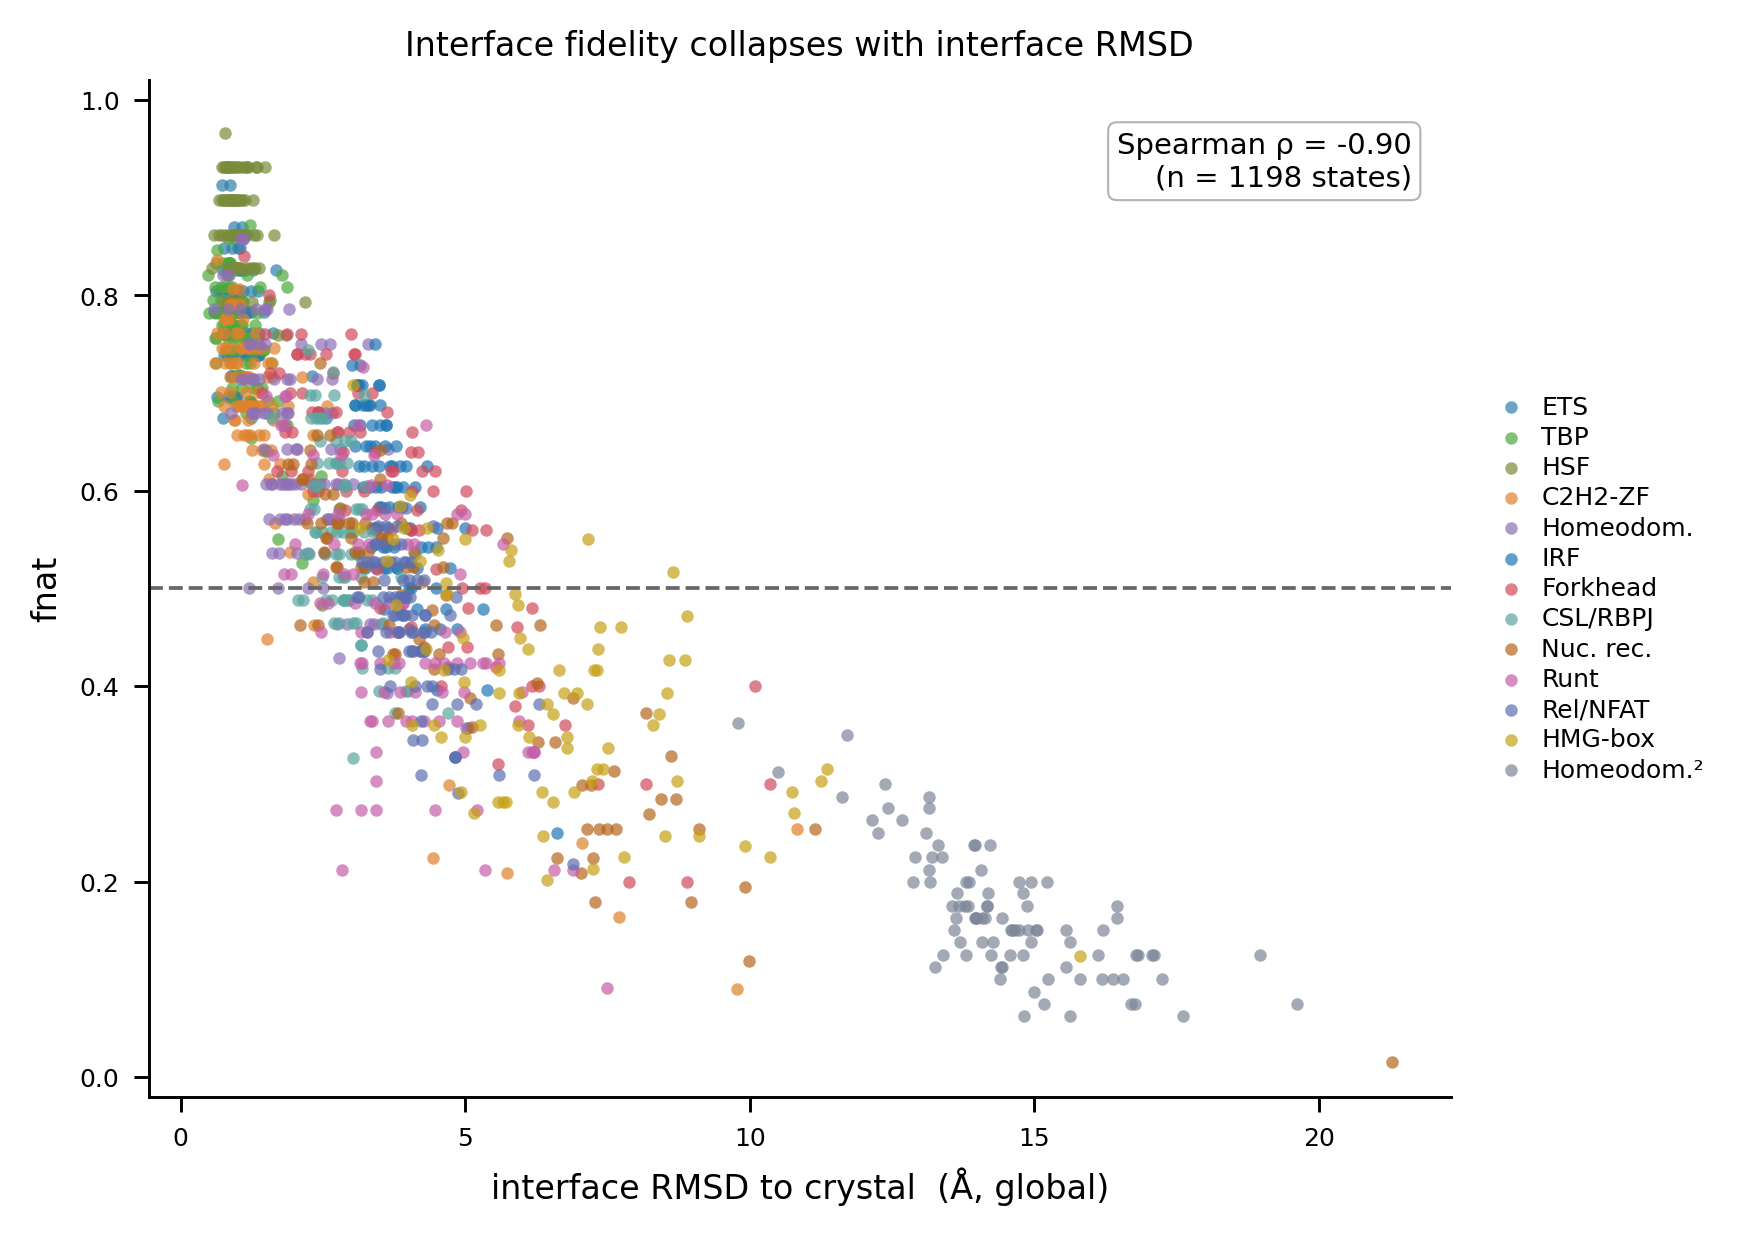 Interface fidelity collapses with interface RMSD
Spearman ρ = -0.90
(n = 1198 states)
1.0
0.8
0.6
0.4
0.2
0.0
fnat
0
5
10
15
20
interface RMSD to crystal  (Å, global)
ETS
TBP
HSF
C2H2-ZF
Homeodom.
IRF
Forkhead
CSL/RBPJ
Nuc. rec.
Runt
Rel/NFAT
HMG-box
Homeodom.²